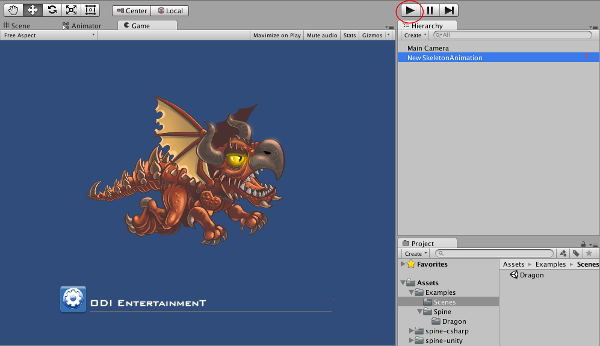 Center Local
Scene Animator Game
Free Aspect Maximize on Play Mute audio Stats Gizmos
Hierarchy
Create All
Main Camera
New SkeletonAnimation
ODI ENTERTAINMENT
Project
Create
Favorites
Assets
Examples
Scenes
Spine
Dragon
spine-csharp
spine-unity
Assets Examples Scenes
Dragon